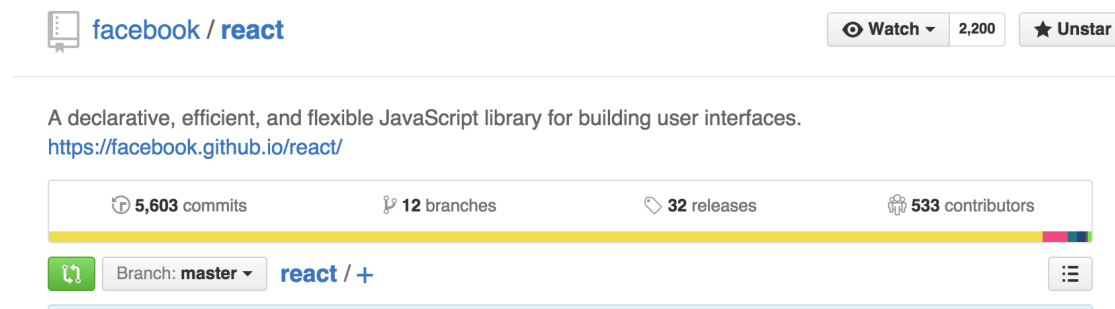 facebook / react
Watch 2,200 Unstar
A declarative, efficient, and flexible JavaScript library for building user interfaces.
https://facebook.github.io/react/
5,603 commits 12 branches 32 releases 533 contributors
Branch: master react / +